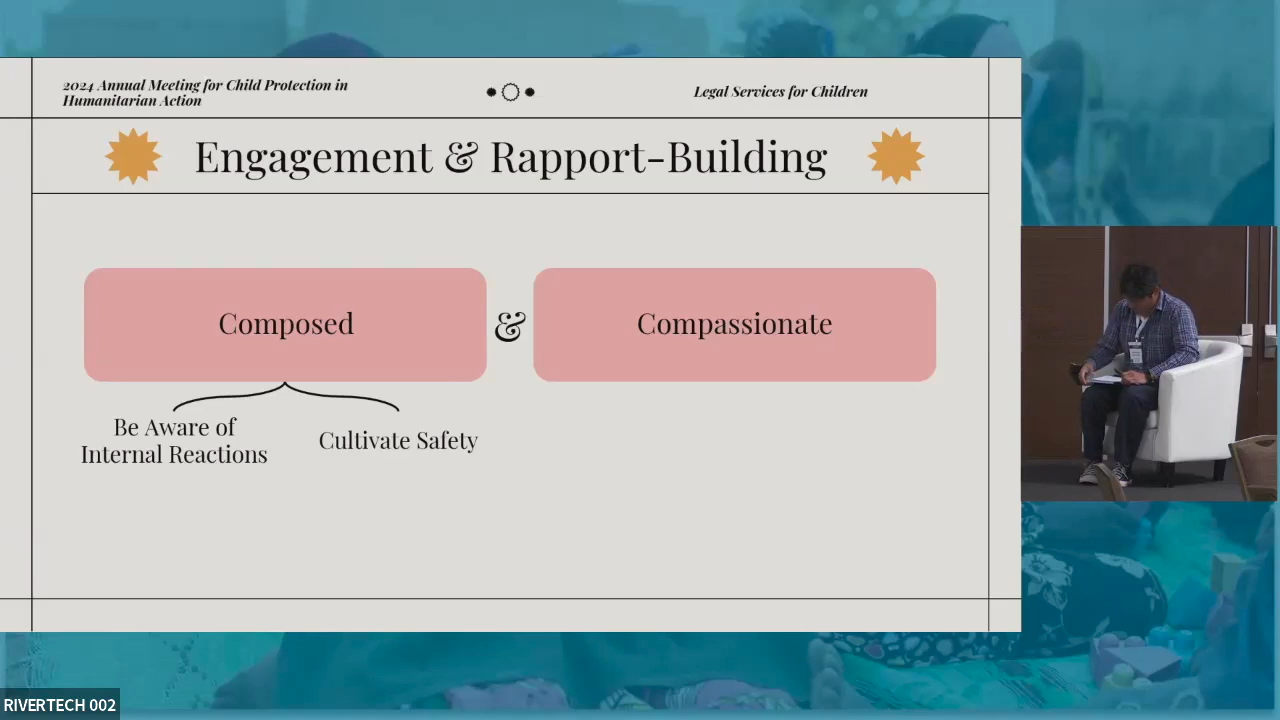 2024 Annual Meeting for Child Protection in
Humanitarian Action
Legal Services for Children
Engagement & Rapport-Building
Composed
&
Compassionate
Be Aware of
Internal Reactions
Cultivate Safety
RIVERTECH 002